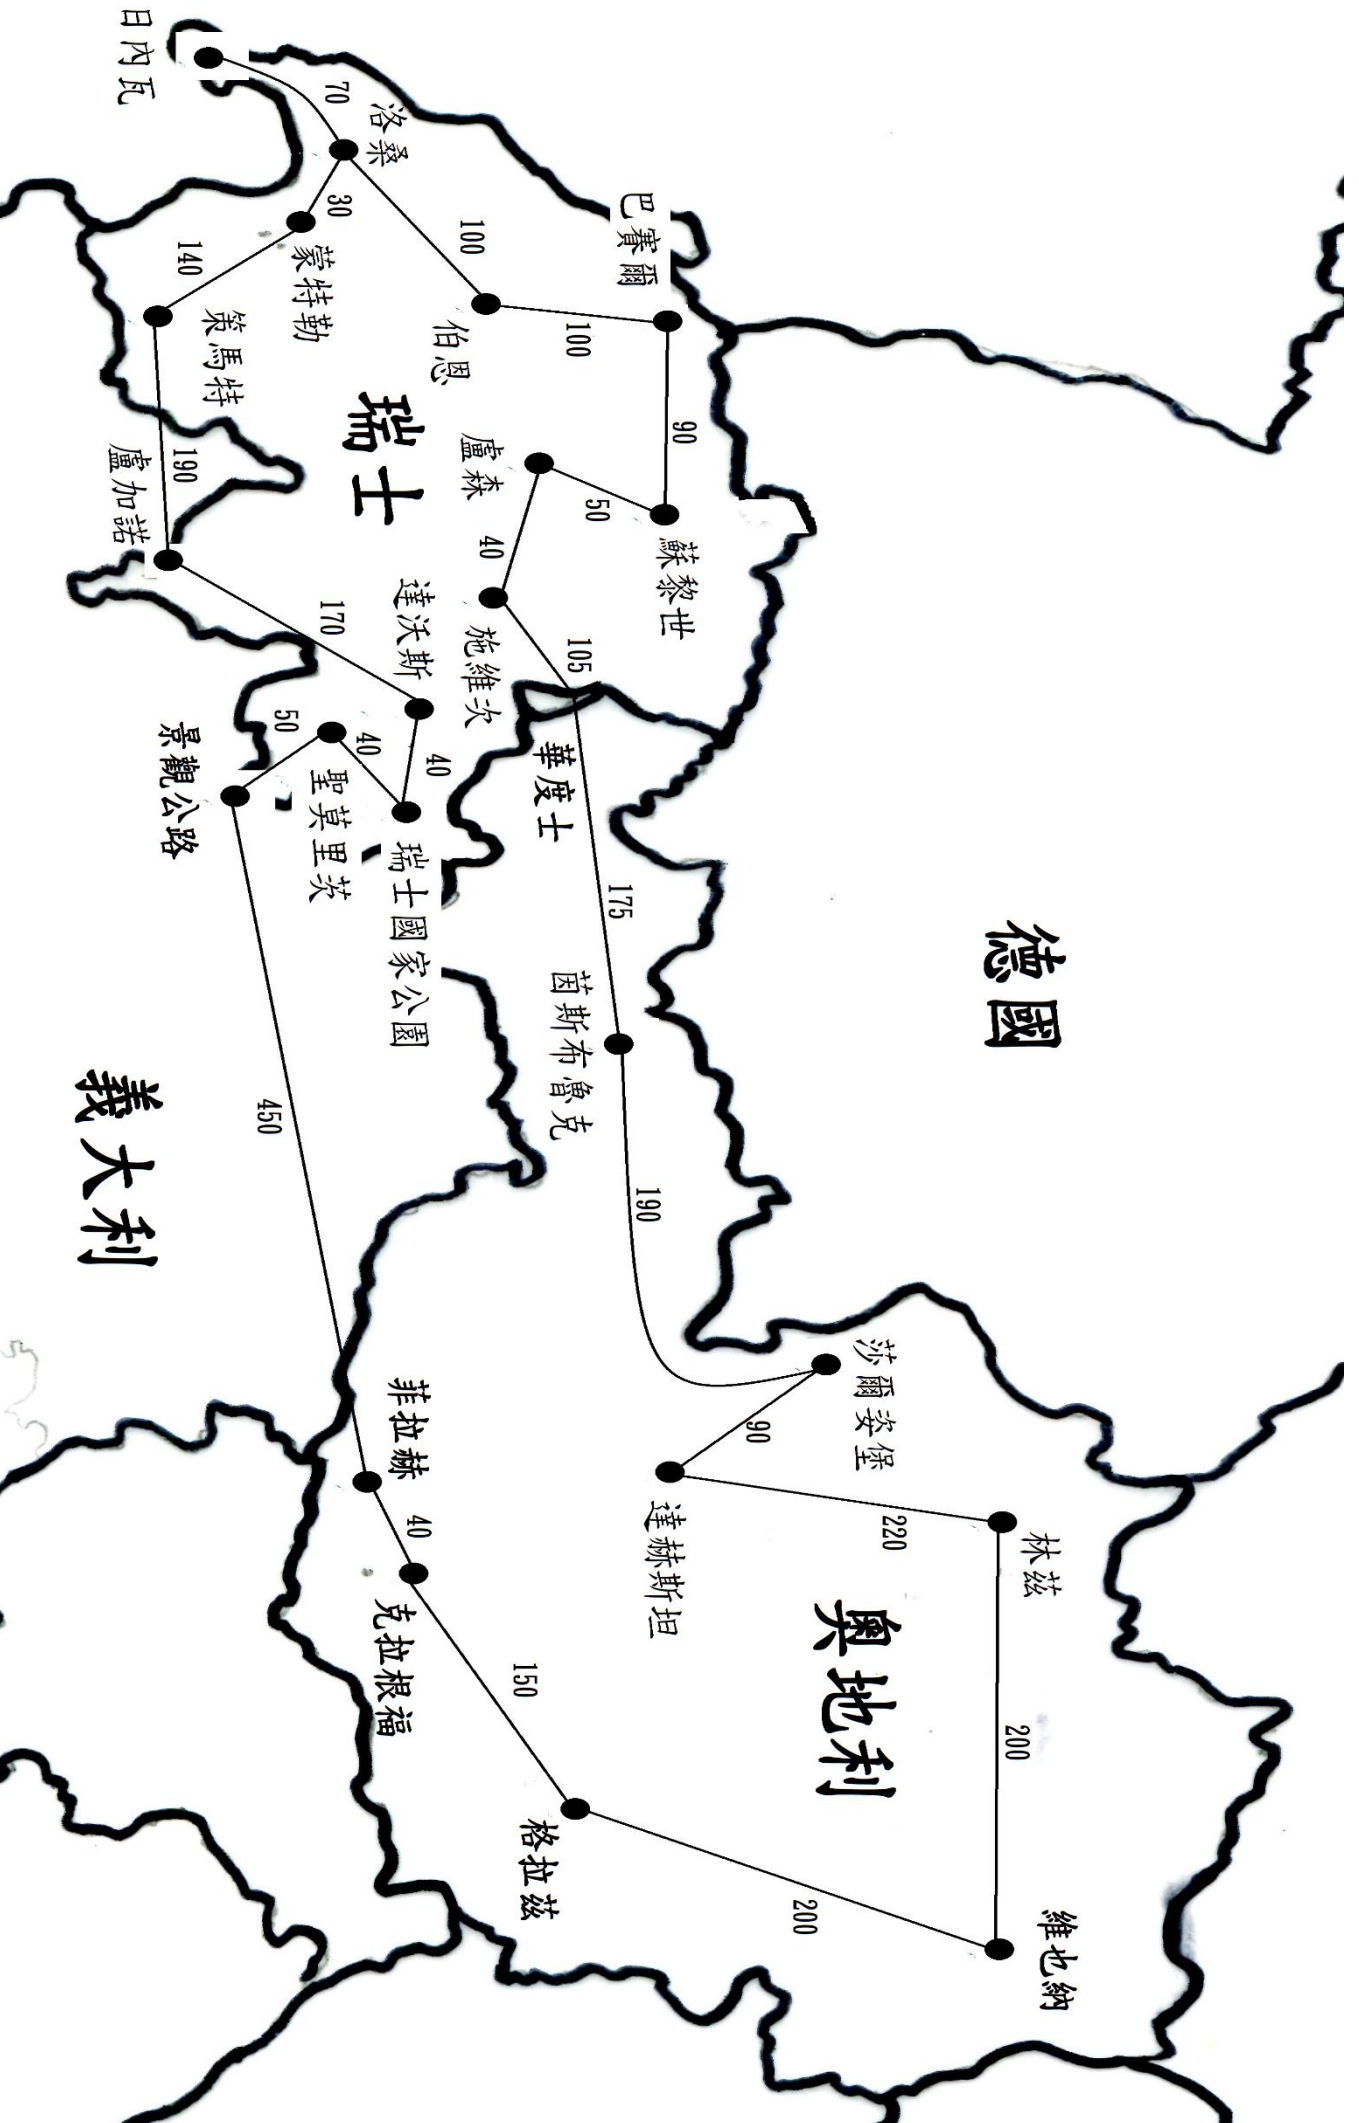 德國
瑞士
奧地利
義大利
日內瓦
70
洛桑
30
蒙特勒
140
策馬特
190
盧加諾
170
達沃斯
40
瑞士國家公園
40
聖莫里茨
50
景觀公路
450
菲拉赫
40
克拉根福
150
格拉茲
200
維也納
200
林茲
220
達赫斯坦
90
莎爾姿堡
190
茵斯布魯克
175
華度士
105
施維次
40
盧森
50
蘇黎世
90
巴賽爾
100
伯恩
100